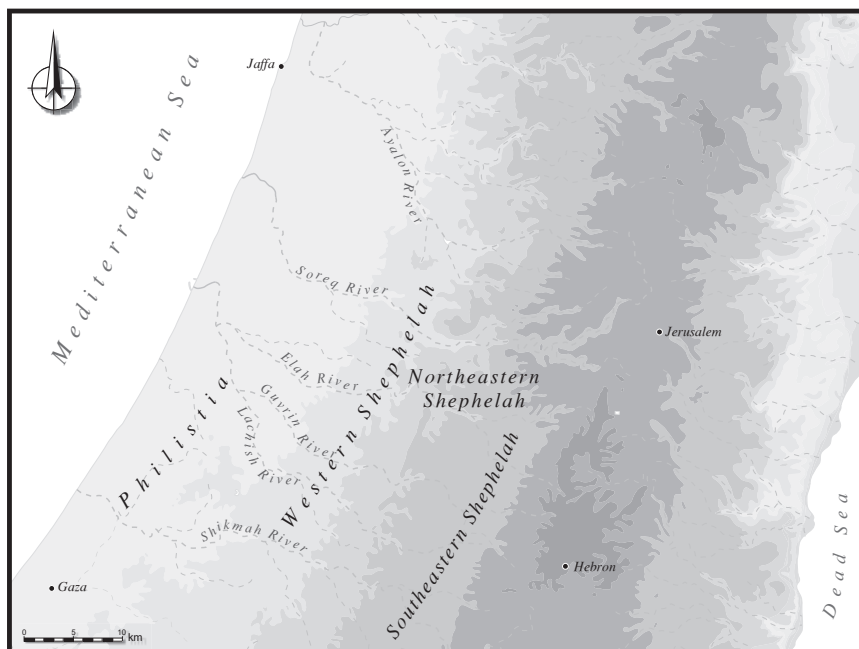 Jaffa
Mediterranean Sea
Ayalon River
Soreq River
Jerusalem
Western Shephelah
Elah River
Northeastern
Shephelah
Philistia
Guvrin River
Lachish River
Southeastern Shephelah
Shikmah River
Hebron
Gaza
Dead Sea
0 5 10 km